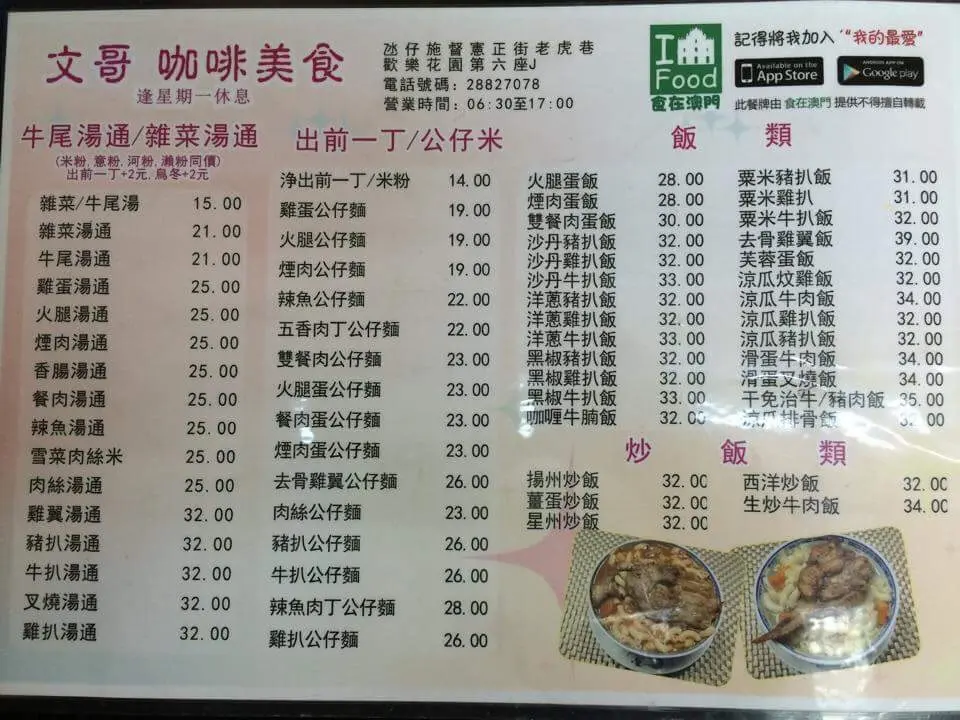 文哥 咖啡美食
逢星期一休息
氹仔施督憲正街老虎巷
歡樂花園第六座J
電話號碼：28827078
營業時間：06:30至17:00
I
Food
食在澳門
記得將我加入“我的最愛”
Available on the
App Store
ANDROID APP ON
Google play
此餐牌由 食在澳門 提供不得擅自轉載
牛尾湯通/雜菜湯通
(米粉,意粉,河粉,瀨粉同價)
出前一丁+2元,烏冬+2元
雜菜/牛尾湯 15.00
雜菜湯通 21.00
牛尾湯通 21.00
雞蛋湯通 25.00
火腿湯通 25.00
煙肉湯通 25.00
香腸湯通 25.00
餐肉湯通 25.00
辣魚湯通 25.00
雪菜肉絲米 25.00
肉絲湯通 25.00
雞翼湯通 32.00
豬扒湯通 32.00
牛扒湯通 32.00
叉燒湯通 32.00
雞扒湯通 32.00
出前一丁/公仔米
淨出前一丁/米粉 14.00
雞蛋公仔麵 19.00
火腿公仔麵 19.00
煙肉公仔麵 19.00
辣魚公仔麵 22.00
五香肉丁公仔麵 22.00
雙餐肉公仔麵 23.00
火腿蛋公仔麵 23.00
餐肉蛋公仔麵 23.00
煙肉蛋公仔麵 23.00
去骨雞翼公仔麵 26.00
肉絲公仔麵 23.00
豬扒公仔麵 26.00
牛扒公仔麵 26.00
辣魚肉丁公仔麵 28.00
雞扒公仔麵 26.00
飯 類
火腿蛋飯 28.00
煙肉蛋飯 28.00
雙餐肉蛋飯 30.00
沙丹豬扒飯 32.00
沙丹雞扒飯 32.00
沙丹牛扒飯 33.00
洋蔥豬扒飯 32.00
洋蔥雞扒飯 32.00
洋蔥牛扒飯 33.00
黑椒豬扒飯 32.00
黑椒雞扒飯 32.00
黑椒牛扒飯 33.00
咖喱牛腩飯 32.00
粟米豬扒飯 31.00
粟米雞扒 31.00
粟米牛扒飯 32.00
去骨雞翼飯 39.00
芙蓉蛋飯 32.00
涼瓜炆雞飯 32.00
涼瓜牛肉飯 34.00
涼瓜雞扒飯 32.00
涼瓜豬扒飯 32.00
滑蛋牛肉飯 34.00
滑蛋叉燒飯 34.00
干免治牛/豬肉飯 35.00
涼瓜排骨飯 32.00
炒 飯 類
揚州炒飯 32.00
薑蛋炒飯 32.00
星州炒飯 32.00
西洋炒飯 32.00
生炒牛肉飯 34.00